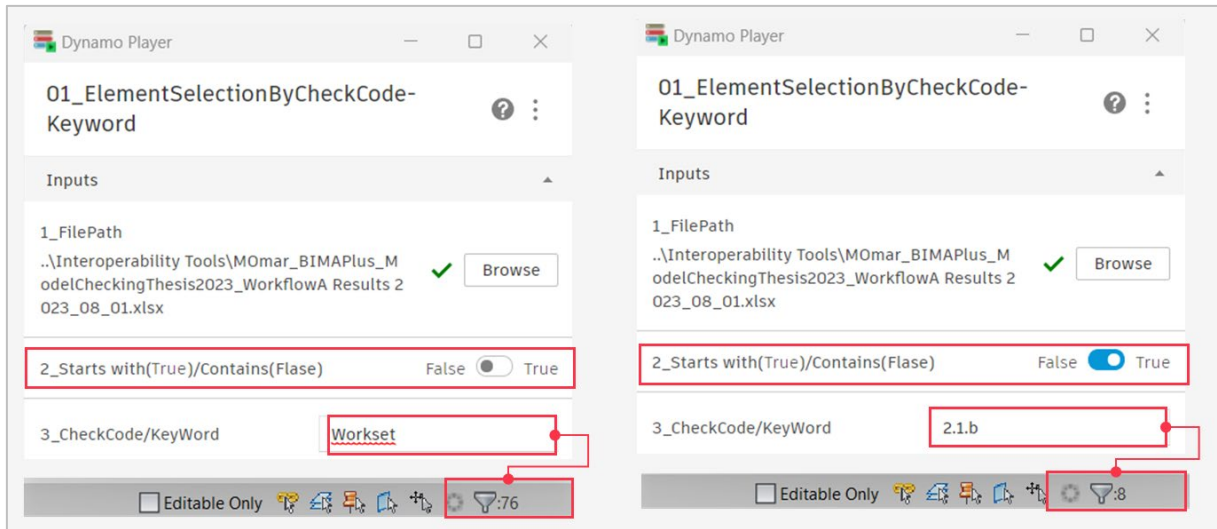 Dynamo Player
01_ElementSelectionByCheckCode-
Keyword
Inputs
1_FilePath
..\Interoperability Tools\MOmar_BIMAPlus_M
odelCheckingThesis2023_WorkflowA Results 2
023_08_01.xlsx
Browse
2_Starts with(True)/Contains(Flase) False True
3_CheckCode/KeyWord Workset
Editable Only :76
Dynamo Player
01_ElementSelectionByCheckCode-
Keyword
Inputs
1_FilePath
..\Interoperability Tools\MOmar_BIMAPlus_M
odelCheckingThesis2023_WorkflowA Results 2
023_08_01.xlsx
Browse
2_Starts with(True)/Contains(Flase) False True
3_CheckCode/KeyWord 2.1.b
Editable Only :8